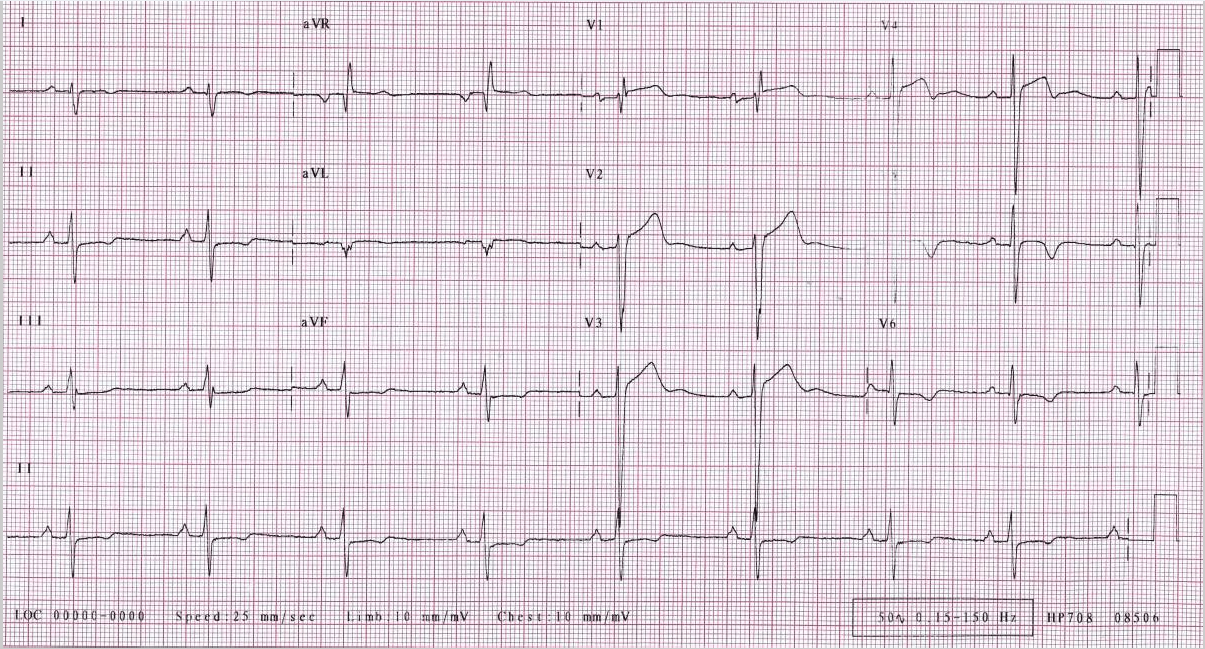 I aVR V1 V4
II aVL V2
III aVF V3 V6
II
LOC 00000-0000 Speed:25 mm/sec Limb:10 mm/mV Chest:10 mm/mV 50∿ 0.15-150 Hz HP708 08506